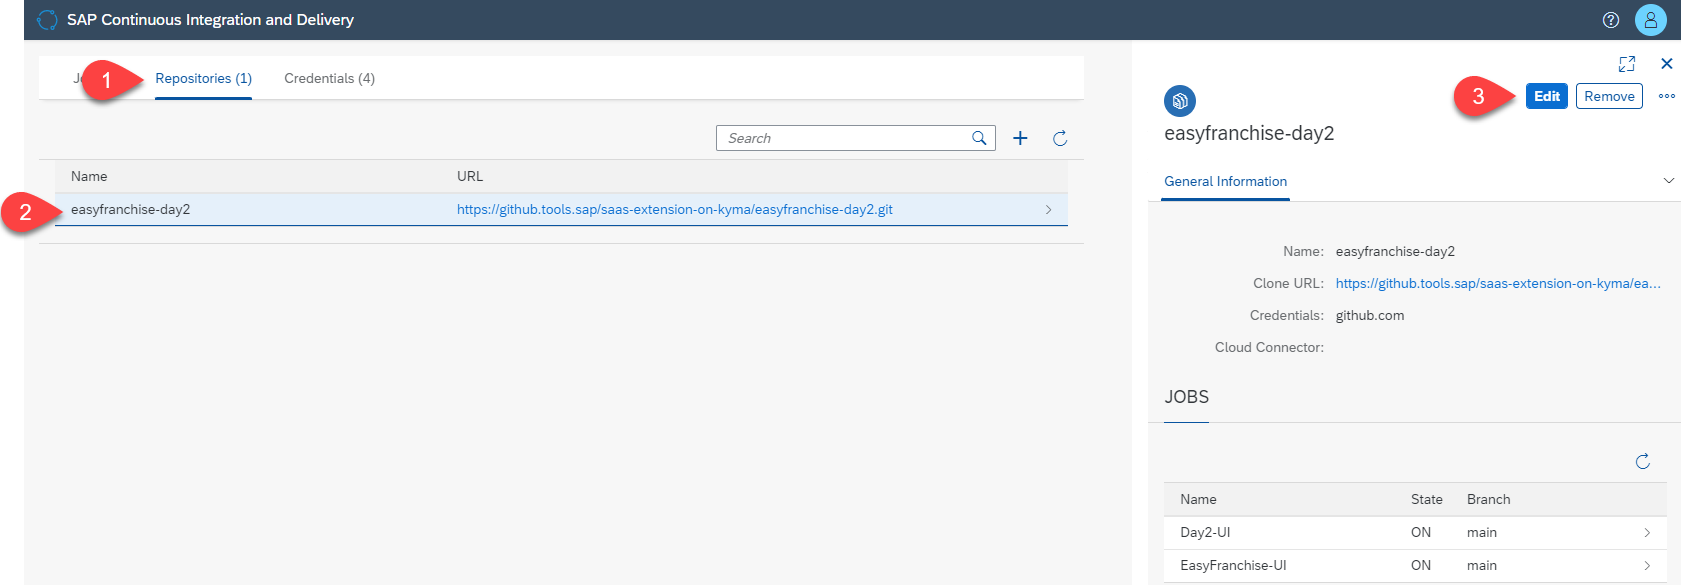 SAP Continuous Integration and Delivery
J
1
Repositories (1)
Credentials (4)
Search
Name URL
2
easyfranchise-day2 https://github.tools.sap/saas-extension-on-kyma/easyfranchise-day2.git
3
Edit Remove
easyfranchise-day2
General Information
Name: easyfranchise-day2
Clone URL: https://github.tools.sap/saas-extension-on-kyma/ea...
Credentials: github.com
Cloud Connector:
JOBS
Name State Branch
Day2-UI ON main
EasyFranchise-UI ON main